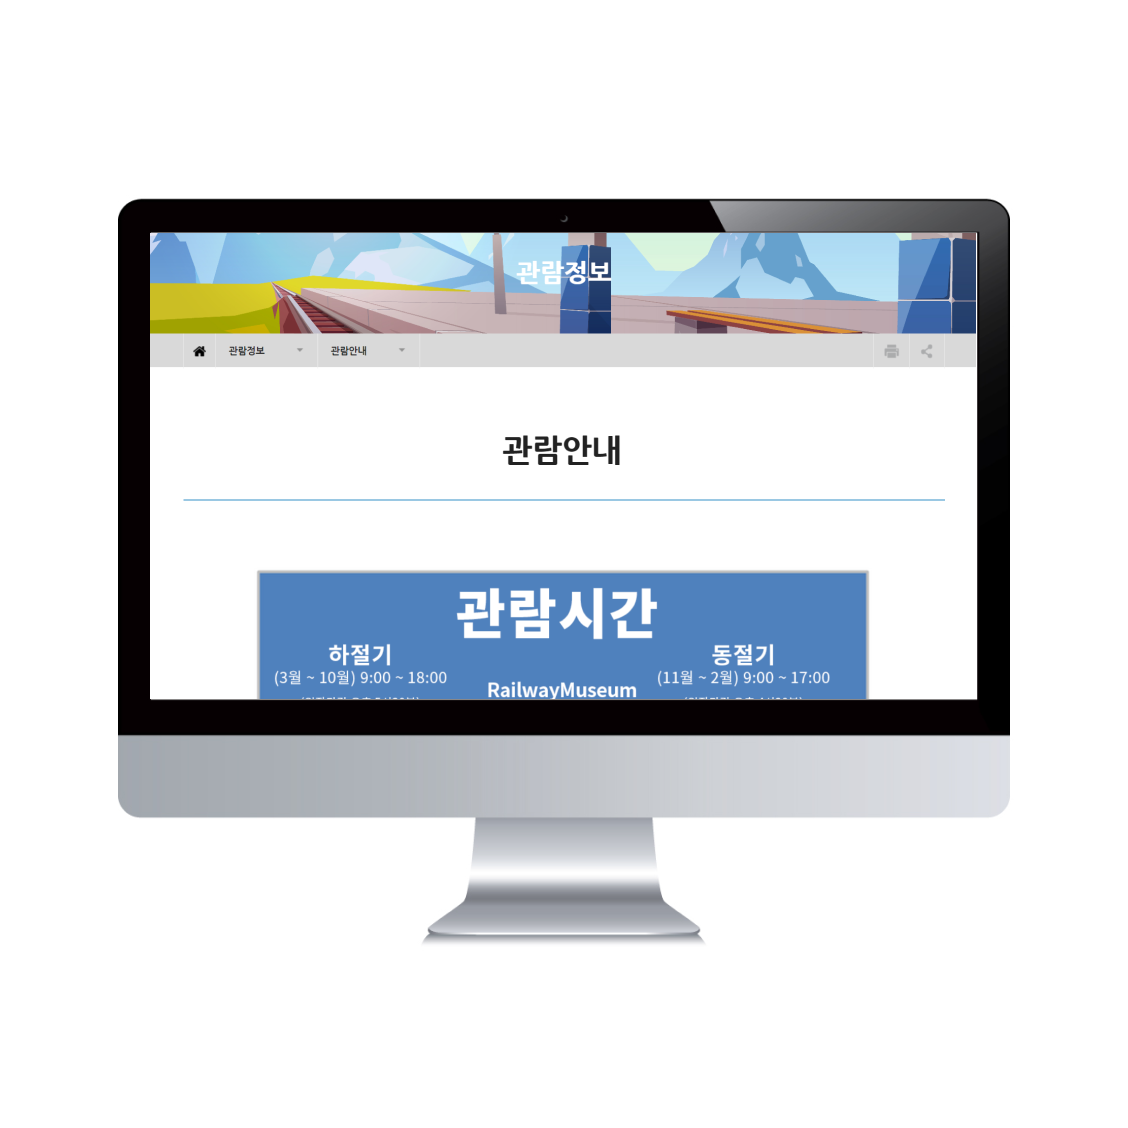 관람정보
관람정보 관람안내
관람안내
관람시간
하절기 동절기
(3월 ~ 10월) 9:00 ~ 18:00 (11월 ~ 2월) 9:00 ~ 17:00
RailwayMuseum